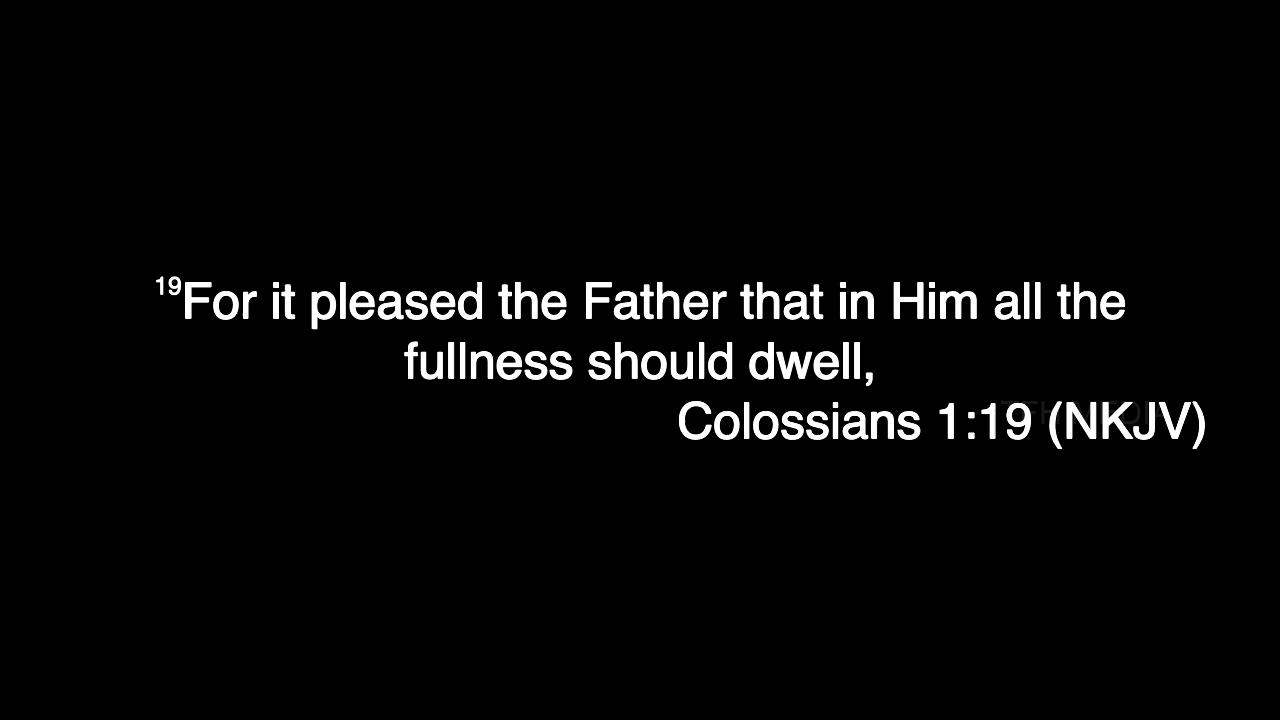 ¹⁹For it pleased the Father that in Him all the
fullness should dwell,
Colossians 1:19 (NKJV)